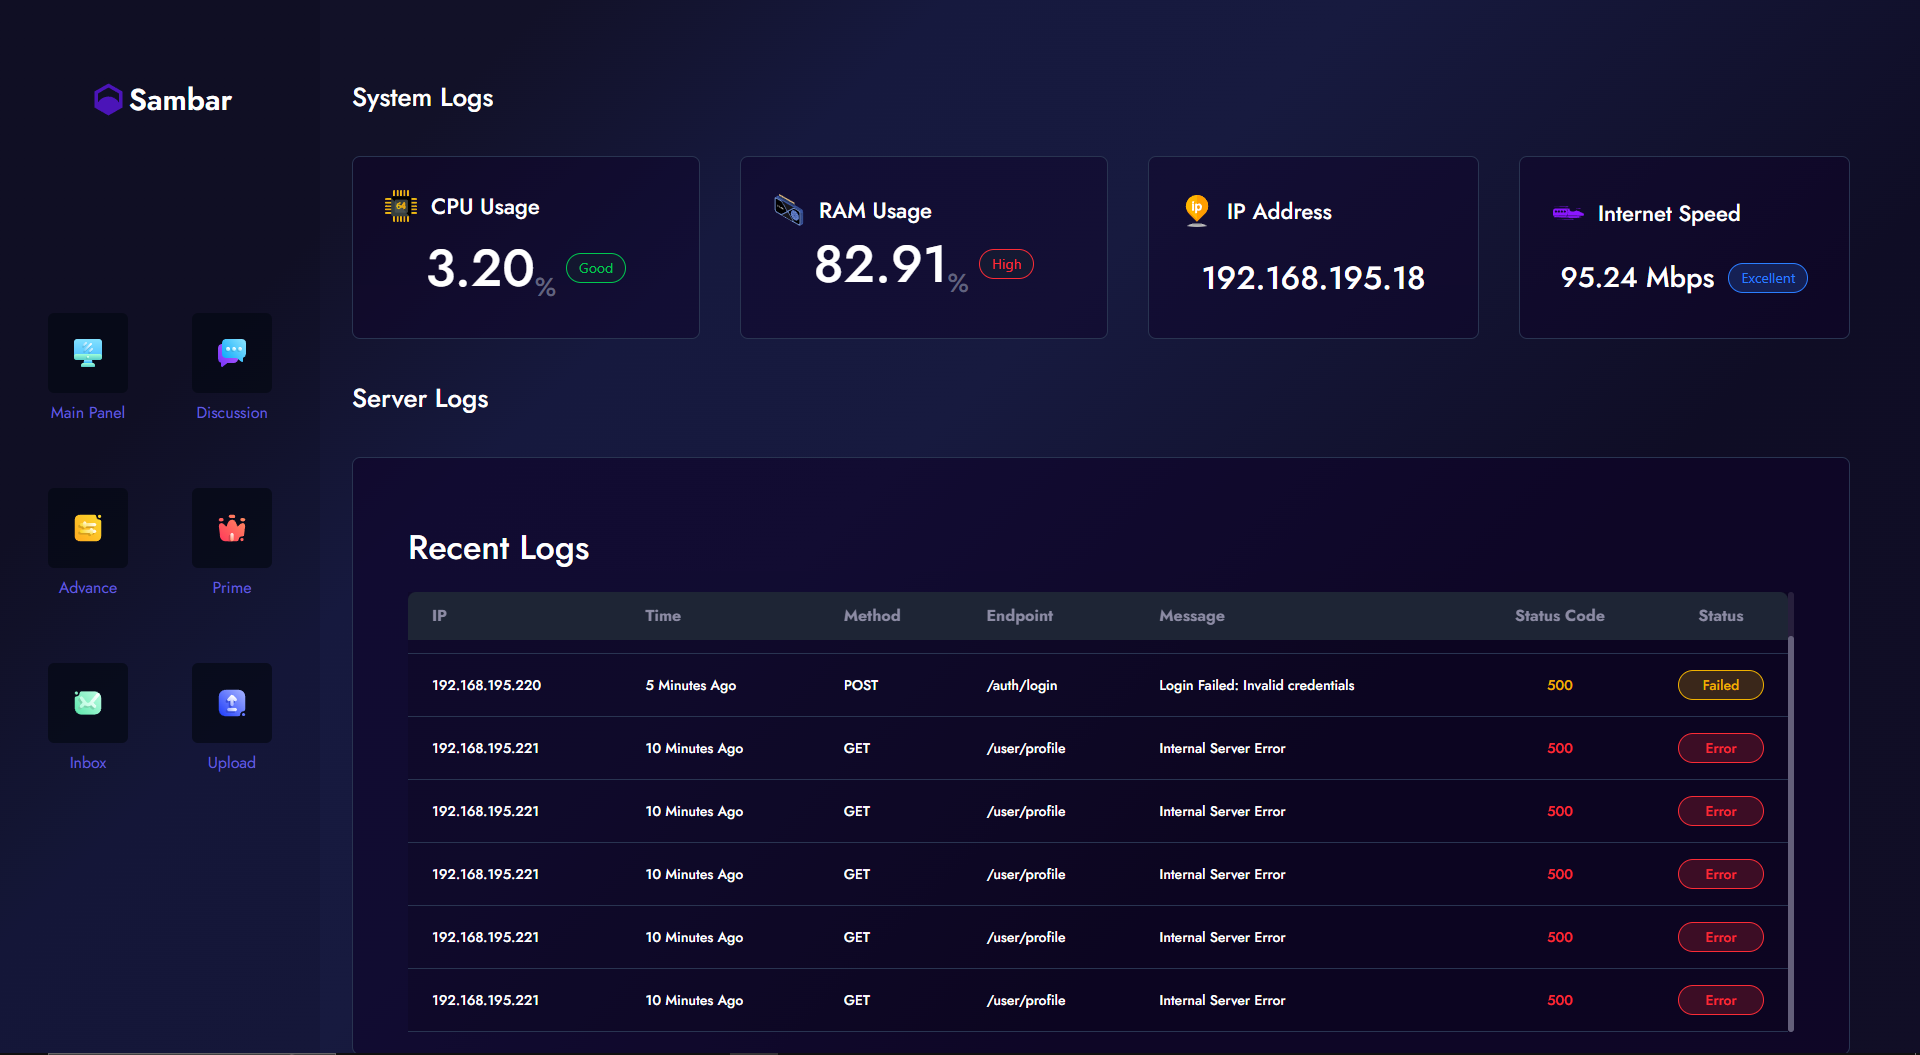 Sambar
Main Panel
Discussion
Advance
Prime
Inbox
Upload
System Logs
64
CPU Usage
3.20%
Good
RAM Usage
82.91%
High
ip
IP Address
192.168.195.18
Internet Speed
95.24 Mbps
Excellent
Server Logs
Recent Logs
IP Time Method Endpoint Message Status Code Status
192.168.195.220 5 Minutes Ago POST /auth/login Login Failed: Invalid credentials 500 Failed
192.168.195.221 10 Minutes Ago GET /user/profile Internal Server Error 500 Error
192.168.195.221 10 Minutes Ago GET /user/profile Internal Server Error 500 Error
192.168.195.221 10 Minutes Ago GET /user/profile Internal Server Error 500 Error
192.168.195.221 10 Minutes Ago GET /user/profile Internal Server Error 500 Error
192.168.195.221 10 Minutes Ago GET /user/profile Internal Server Error 500 Error